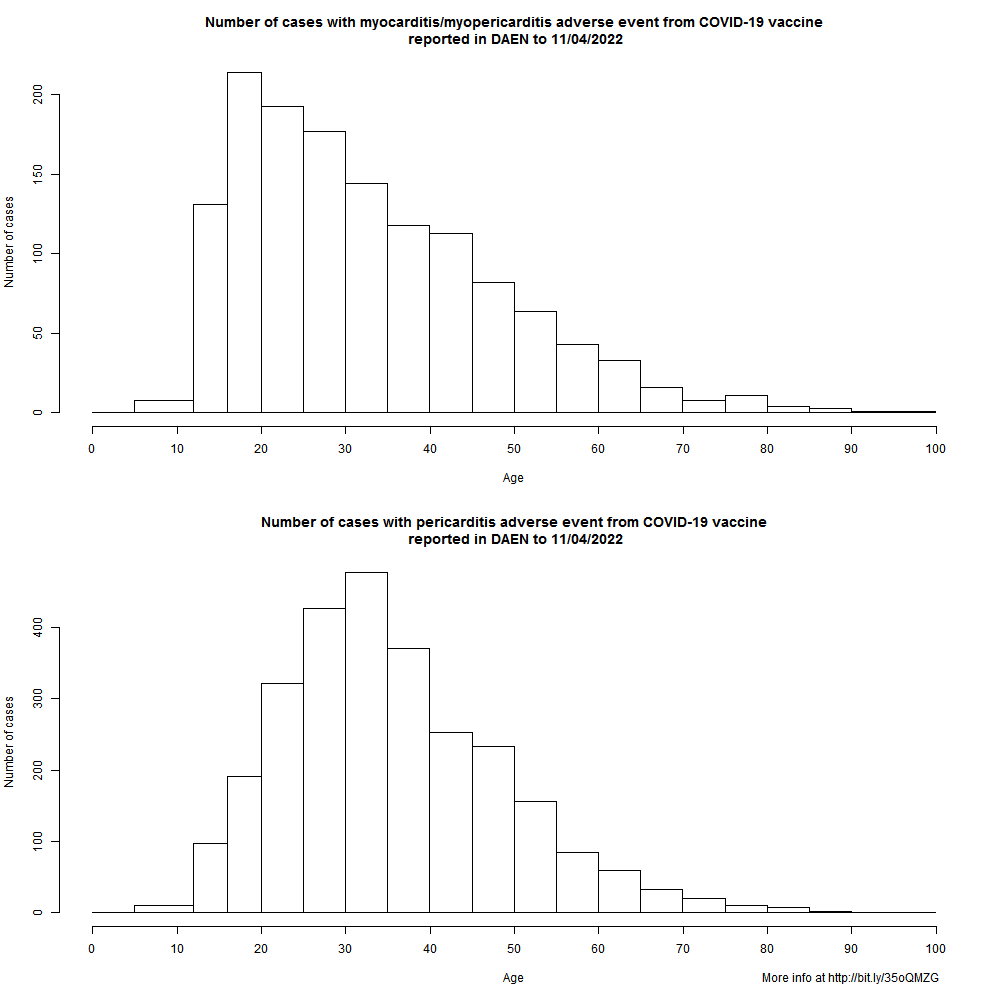 Number of cases with myocarditis/myopericarditis adverse event from COVID-19 vaccine
reported in DAEN to 11/04/2022
Number of cases
200
150
100
50
0
0 10 20 30 40 50 60 70 80 90 100
Age
Number of cases with pericarditis adverse event from COVID-19 vaccine
reported in DAEN to 11/04/2022
Number of cases
400
300
200
100
0
0 10 20 30 40 50 60 70 80 90 100
Age
More info at http://bit.ly/35oQMZG